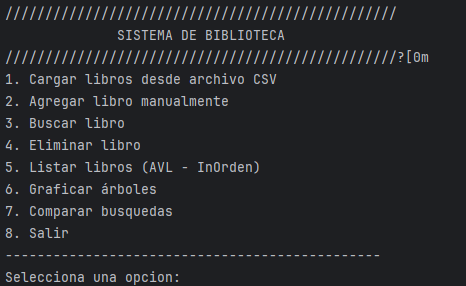 /////////////////////////////////////////////////
SISTEMA DE BIBLIOTECA
/////////////////////////////////////////////////?[0m
1. Cargar libros desde archivo CSV
2. Agregar libro manualmente
3. Buscar libro
4. Eliminar libro
5. Listar libros (AVL - InOrden)
6. Graficar árboles
7. Comparar busquedas
8. Salir
-----------------------------------------------
Selecciona una opcion: